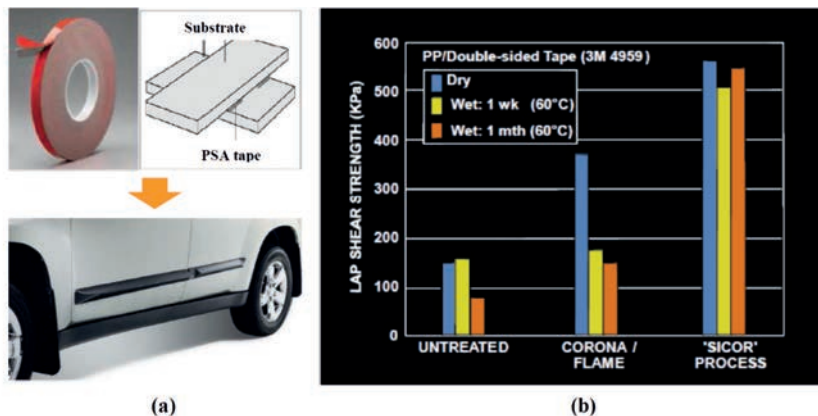 Substrate
PSA tape
(a)
LAP SHEAR STRENGTH (KPa)
600
500
400
300
200
100
0
PP/Double-sided Tape (3M 4959)
Dry
Wet: 1 wk (60°C)
Wet: 1 mth (60°C)
UNTREATED
CORONA /
FLAME
'SICOR'
PROCESS
(b)